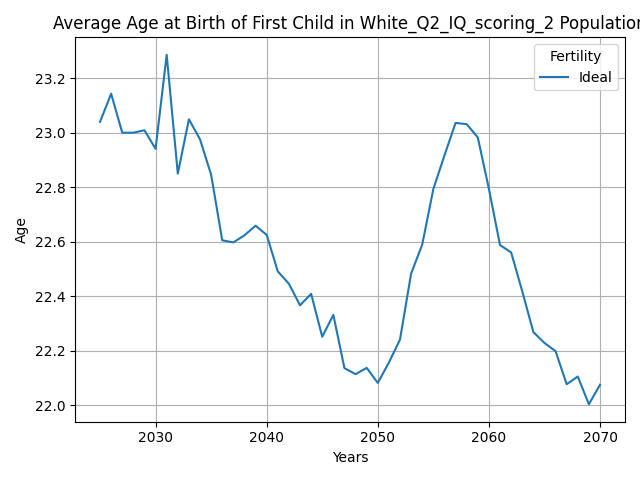 Average Age at Birth of First Child in White_Q2_IQ_scoring_2 Population
Fertility
Ideal
23.2
23.0
22.8
22.6
22.4
22.2
22.0
Age
2030 2040 2050 2060 2070
Years